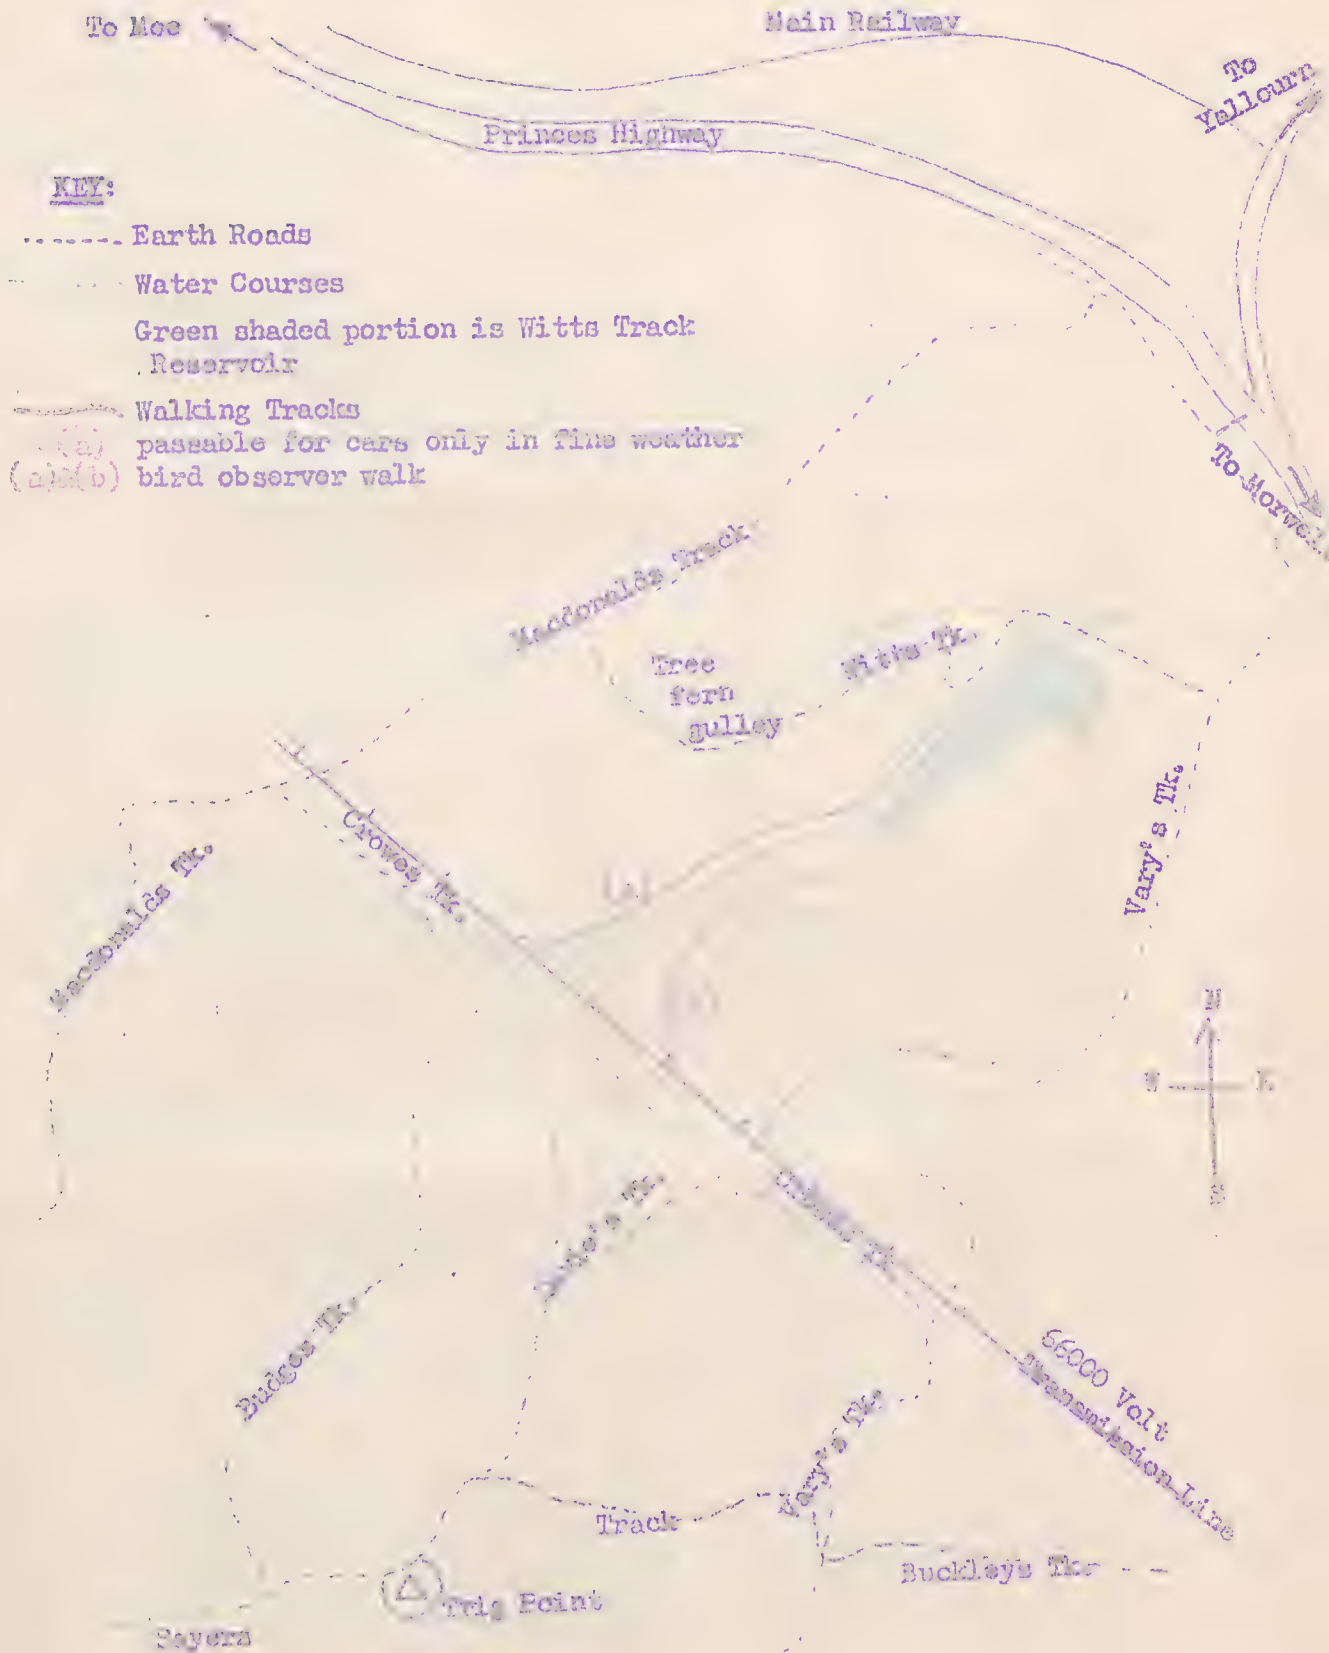 To Moe
Main Railway
To
Yallourn
Princes Highway
KEY:
Earth Roads
Water Courses
Green shaded portion is Witts Track
Reservoir
Walking Tracks
(a) passable for cars only in fine weather
(a)&(b) bird observer walk
To Morwell
Macdonalds Track
Tree
fern
gulley
Witts Tk.
Vary's Tk.
Crowes Tk.
Macdonalds Tk.
N
W E
S
Crowes Tk
Budges Tk.
66000 Volt
Transmission Line
Vary's Tk.
Track
Buckleys Tk.
Trig Point
Sayers